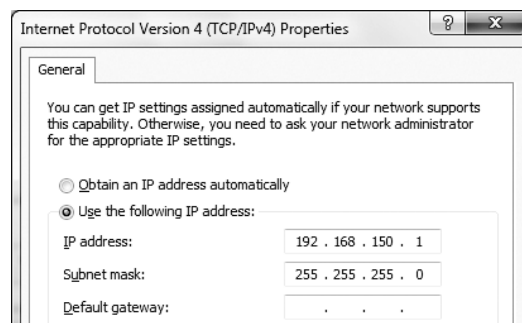 Internet Protocol Version 4 (TCP/IPv4) Properties
General
You can get IP settings assigned automatically if your network supports
this capability. Otherwise, you need to ask your network administrator
for the appropriate IP settings.
Obtain an IP address automatically
Use the following IP address:
IP address: 192 . 168 . 150 . 1
Subnet mask: 255 . 255 . 255 . 0
Default gateway: . . .